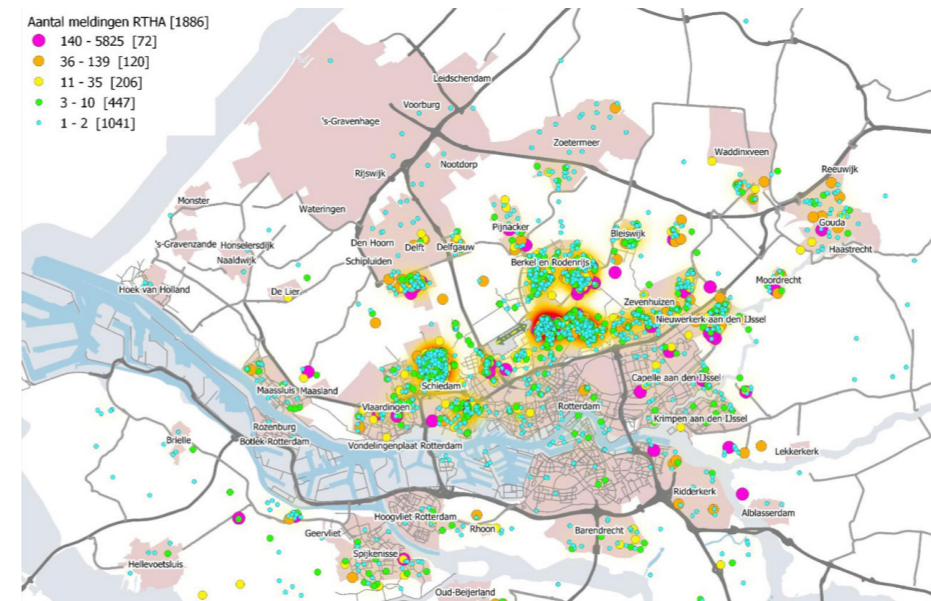 Aantal meldingen RTHA [1886]
140 - 5825 [72]
36 - 139 [120]
11 - 35 [206]
3 - 10 [447]
1 - 2 [1041]
Leidschendam
Voorburg
's-Gravenhage
Zoetermeer
Waddinxveen
Nootdorp
Rijswijk
Reeuwijk
Monster
Wateringen
Pijnacker
Gouda
Bleiswijk
Den Hoorn
's-Gravenzande
Honselersdijk
Delft
Delfgauw
Haastrecht
Naaldwijk
Schipluiden
Berkel en Rodenrijs
Moordrecht
Hoek van Holland
De Lier
Zevenhuizen
Nieuwerkerk aan den IJssel
Capelle aan den IJssel
Maassluis
Maasland
Schiedam
Vlaardingen
Rotterdam
Krimpen aan den IJssel
Rozenburg
Brielle
Botlek Rotterdam
Vondelingenplaat Rotterdam
Lekkerkerk
Ridderkerk
Alblasserdam
Hoogvliet Rotterdam
Geervliet
Rhoon
Barendrecht
Spijkenisse
Hellevoetsluis
Oud-Beijerland